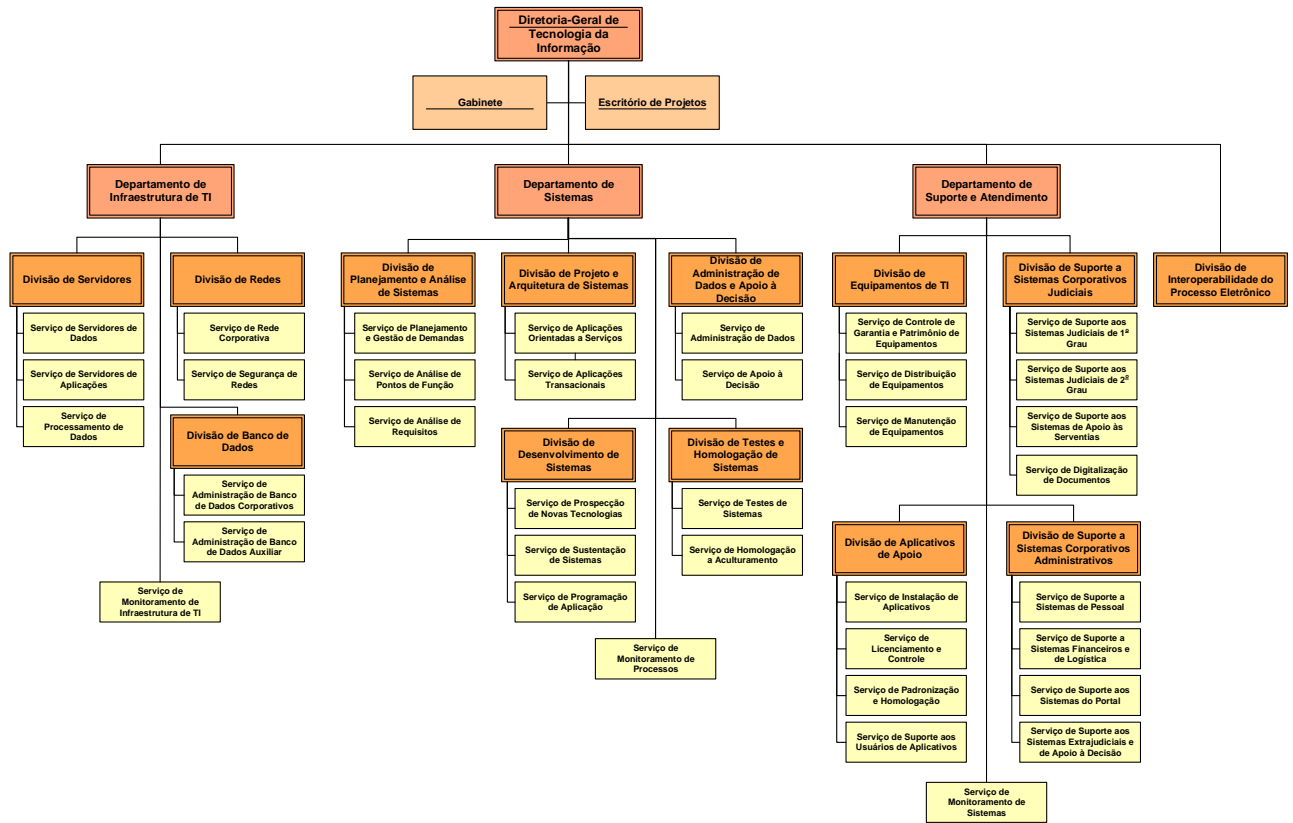 Diretoria-Geral de
Tecnologia da
Informação
Gabinete
Escritório de Projetos
Departamento de
Infraestrutura de TI
Departamento de
Sistemas
Departamento de
Suporte e Atendimento
Divisão de Servidores
Divisão de Redes
Divisão de
Planejamento e Análise
de Sistemas
Divisão de Projeto e
Arquitetura de Sistemas
Divisão de
Administração de
Dados e Apoio à
Decisão
Divisão de
Equipamentos de TI
Divisão de Suporte a
Sistemas Corporativos
Judiciais
Divisão de
Interoperabilidade do
Processo Eletrônico
Serviço de Servidores de
Dados
Serviço de Servidores de
Aplicações
Serviço de
Processamento de
Dados
Serviço de Rede
Corporativa
Serviço de Segurança de
Redes
Divisão de Banco de
Dados
Serviço de
Administração de Banco
de Dados Corporativos
Serviço de
Administração de Banco
de Dados Auxiliar
Serviço de
Monitoramento de
Infraestrutura de TI
Serviço de Planejamento
e Gestão de Demandas
Serviço de Análise de
Pontos de Função
Serviço de Análise de
Requisitos
Serviço de Aplicações
Orientadas a Serviços
Serviço de Aplicações
Transacionais
Serviço de
Administração de Dados
Serviço de Apoio à
Decisão
Divisão de
Desenvolvimento de
Sistemas
Serviço de Prospecção
de Novas Tecnologias
Serviço de Sustentação
de Sistemas
Serviço de Programação
de Aplicação
Divisão de Testes e
Homologação de
Sistemas
Serviço de Testes de
Sistemas
Serviço de Homologação
a Aculturamento
Serviço de
Monitoramento de
Processos
Serviço de Controle de
Garantia e Patrimônio de
Equipamentos
Serviço de Distribuição
de Equipamentos
Serviço de Manutenção
de Equipamentos
Serviço de Suporte aos
Sistemas Judiciais de 1ª
Grau
Serviço de Suporte aos
Sistemas Judiciais de 2º
Grau
Serviço de Suporte aos
Sistemas de Apoio às
Serventias
Serviço de Digitalização
de Documentos
Divisão de Aplicativos
de Apoio
Serviço de Instalação de
Aplicativos
Serviço de
Licenciamento e
Controle
Serviço de Padronização
e Homologação
Serviço de Suporte aos
Usuários de Aplicativos
Divisão de Suporte a
Sistemas Corporativos
Administrativos
Serviço de Suporte a
Sistemas de Pessoal
Serviço de Suporte a
Sistemas Financeiros e
de Logística
Serviço de Suporte aos
Sistemas do Portal
Serviço de Suporte aos
Sistemas Extrajudiciais e
de Apoio à Decisão
Serviço de
Monitoramento de
Sistemas